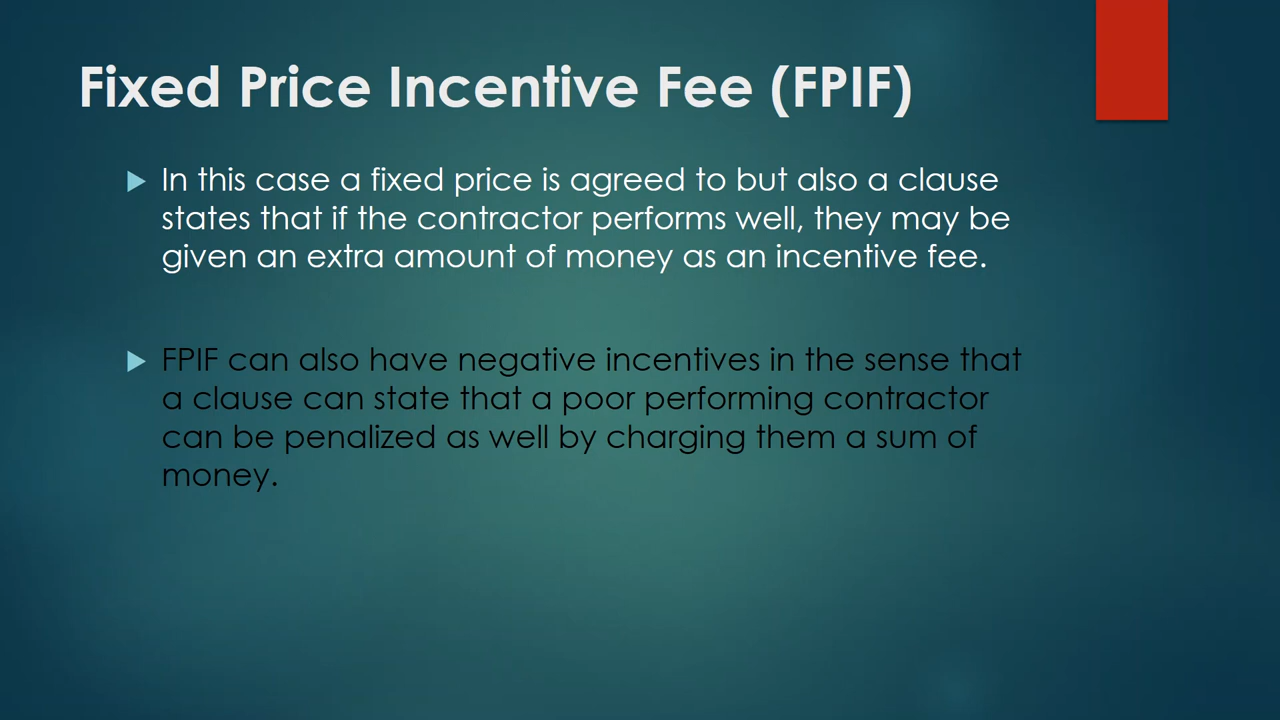 Fixed Price Incentive Fee (FPIF)
In this case a fixed price is agreed to but also a clause
states that if the contractor performs well, they may be
given an extra amount of money as an incentive fee.
FPIF can also have negative incentives in the sense that
a clause can state that a poor performing contractor
can be penalized as well by charging them a sum of
money.